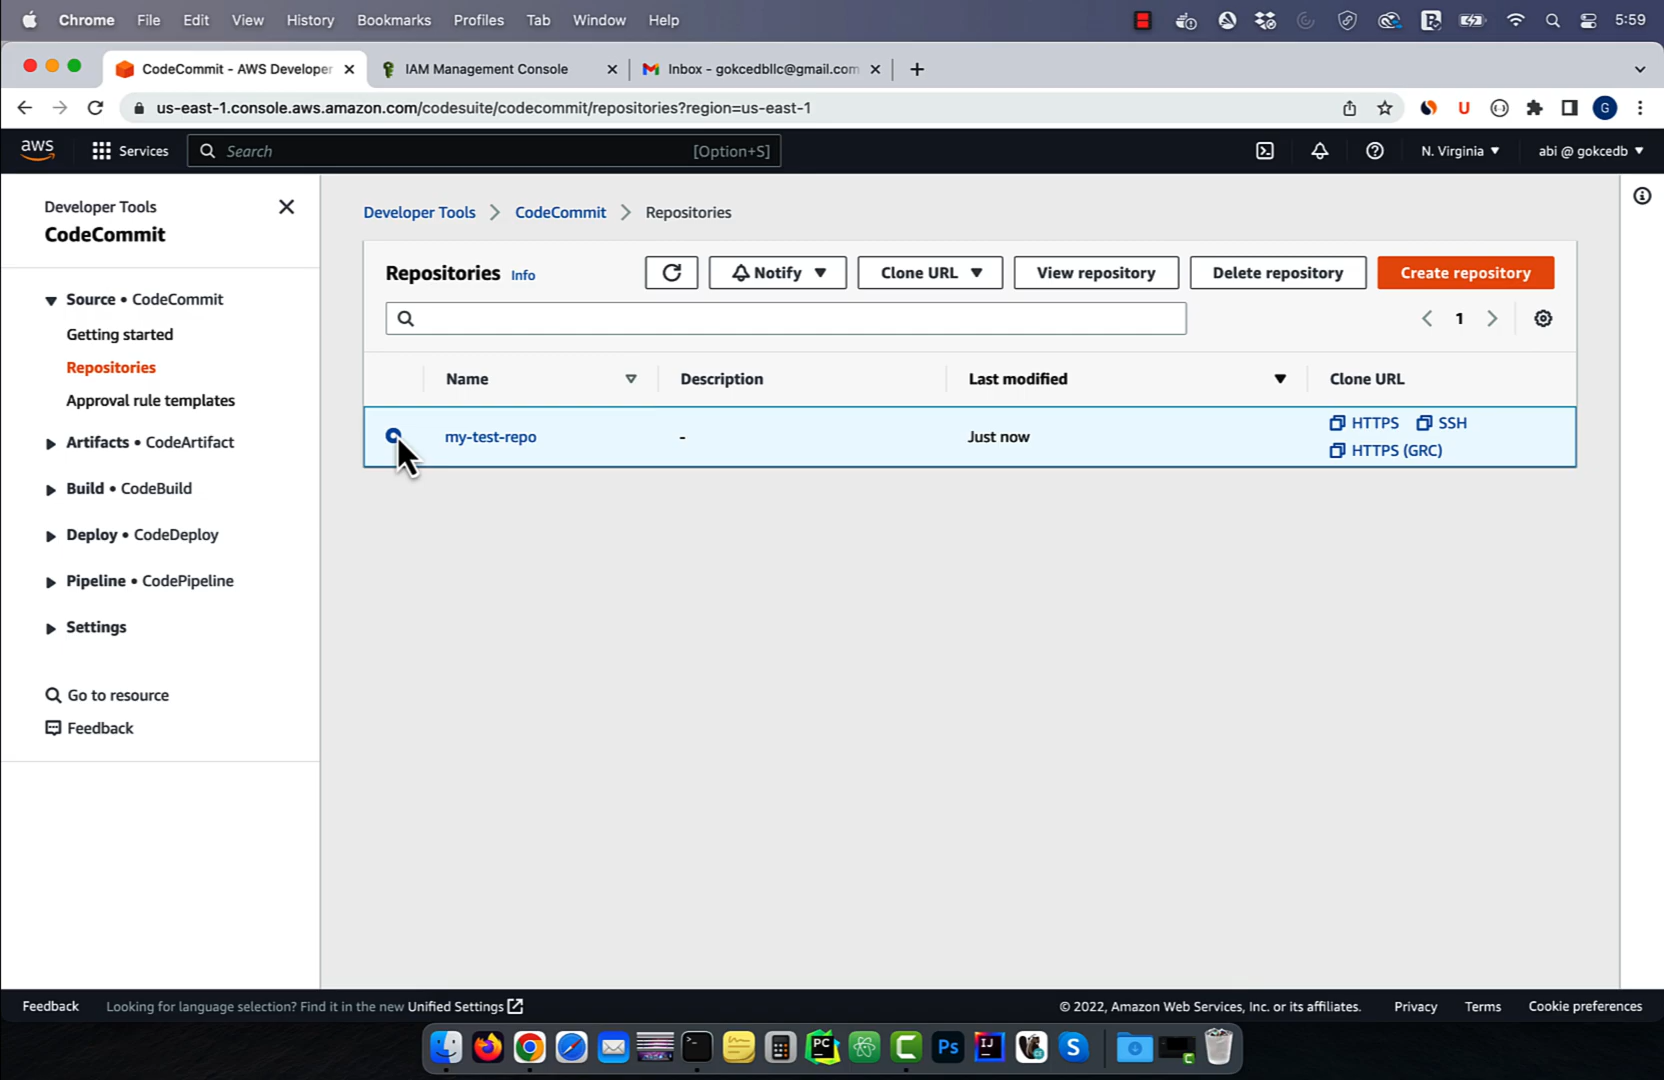 Chrome File Edit View History Bookmarks Profiles Tab Window Help 5:59
CodeCommit - AWS Developer IAM Management Console Inbox - gokcedbllc@gmail.com
us-east-1.console.aws.amazon.com/codesuite/codecommit/repositories?region=us-east-1 U G
aws Services Search [Option+S] N. Virginia abi @ gokcedb
Developer Tools
CodeCommit
Source • CodeCommit
Getting started
Repositories
Approval rule templates
Artifacts • CodeArtifact
Build • CodeBuild
Deploy • CodeDeploy
Pipeline • CodePipeline
Settings
Go to resource
Feedback
Developer Tools CodeCommit Repositories
Repositories Info Notify Clone URL View repository Delete repository Create repository
1
Name Description Last modified Clone URL
my-test-repo - Just now HTTPS SSH
HTTPS (GRC)
Feedback Looking for language selection? Find it in the new Unified Settings © 2022, Amazon Web Services, Inc. or its affiliates. Privacy Terms Cookie preferences
PC Ps IJ